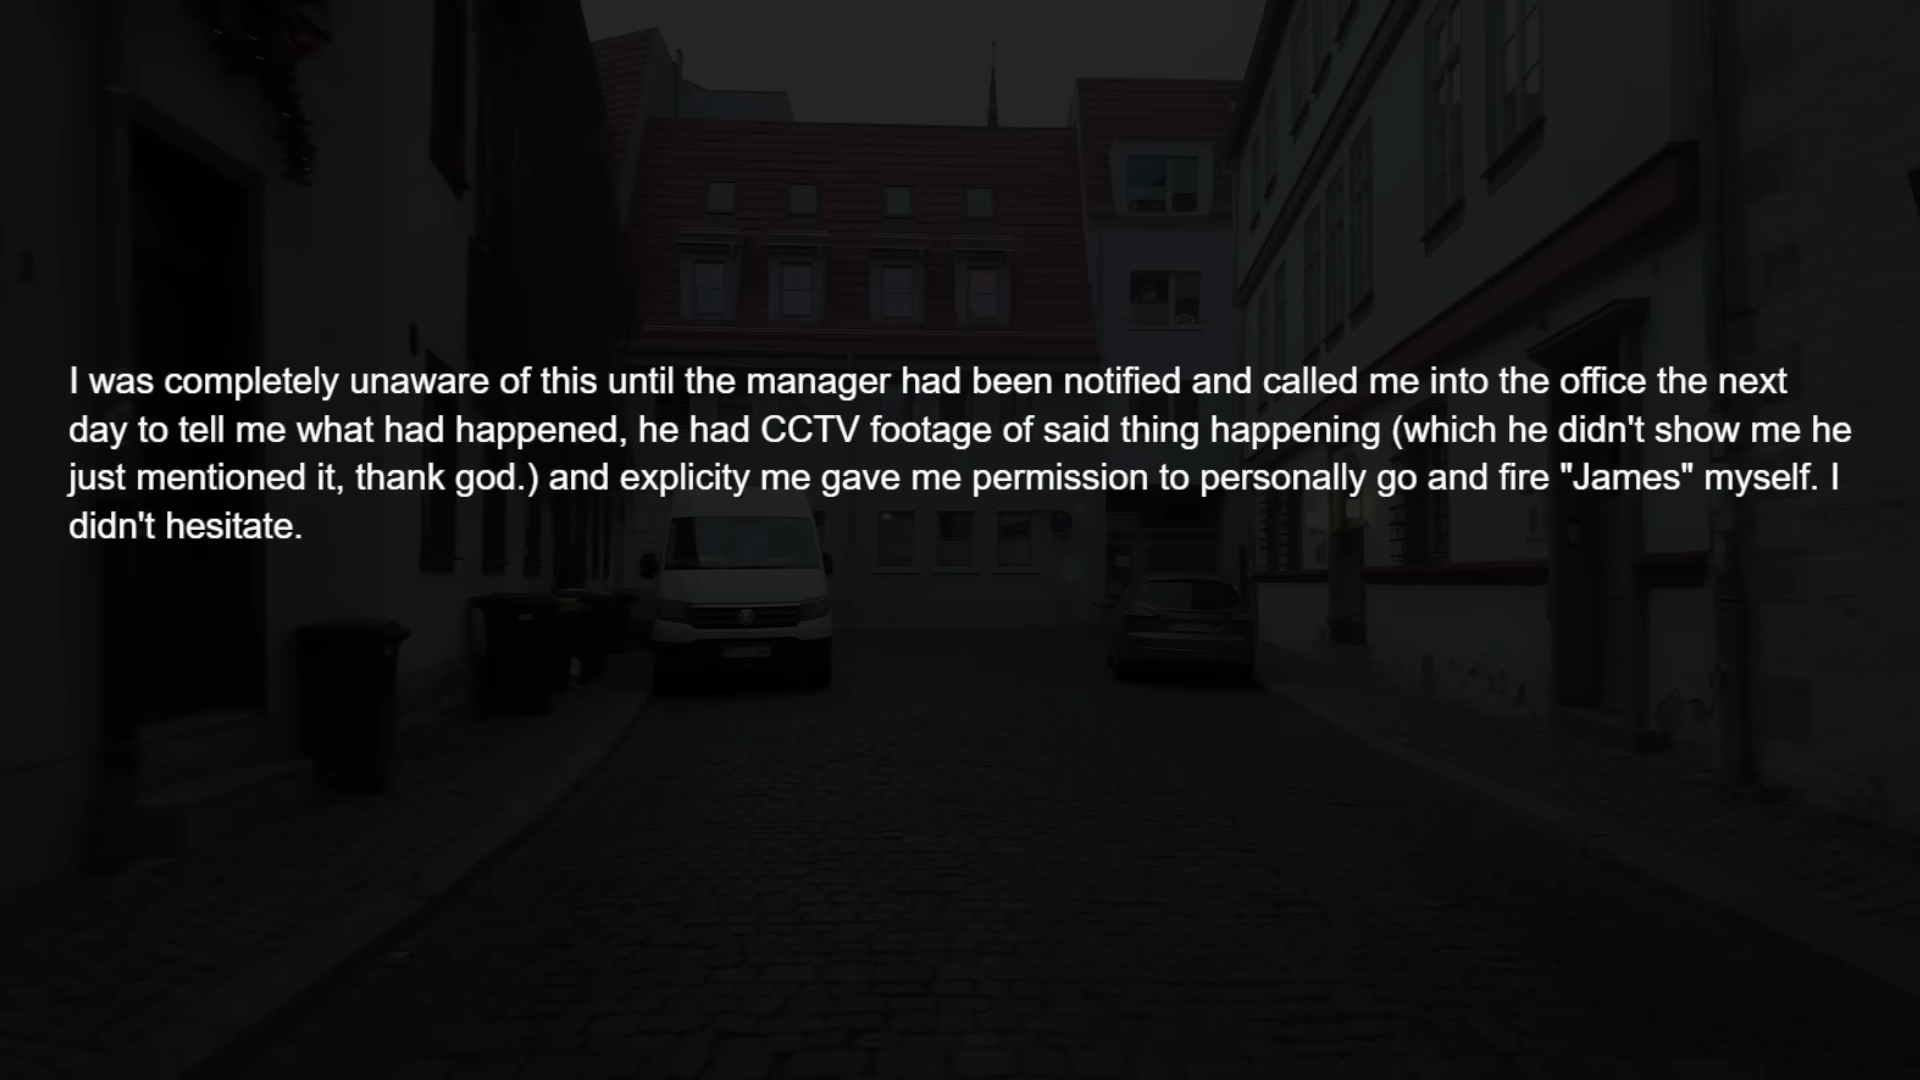 I was completely unaware of this until the manager had been notified and called me into the office the next
day to tell me what had happened, he had CCTV footage of said thing happening (which he didn't show me he
just mentioned it, thank god.) and explicity me gave me permission to personally go and fire "James" myself. I
didn't hesitate.